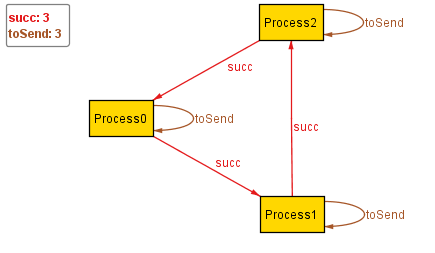 succ: 3
toSend: 3
Process2
toSend
succ
Process0
toSend
succ
succ
Process1
toSend